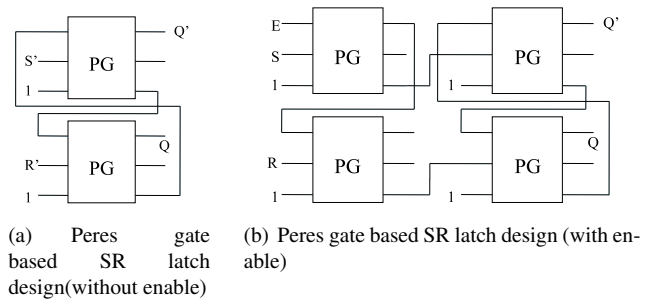 Q'
S'
PG
1
Q
R'
PG
1
E
S
PG
1
Q'
PG
1
R
PG
1
Q
PG
1
(a) Peres gate
based SR latch
design(without enable)
(b) Peres gate based SR latch design (with en-
able)